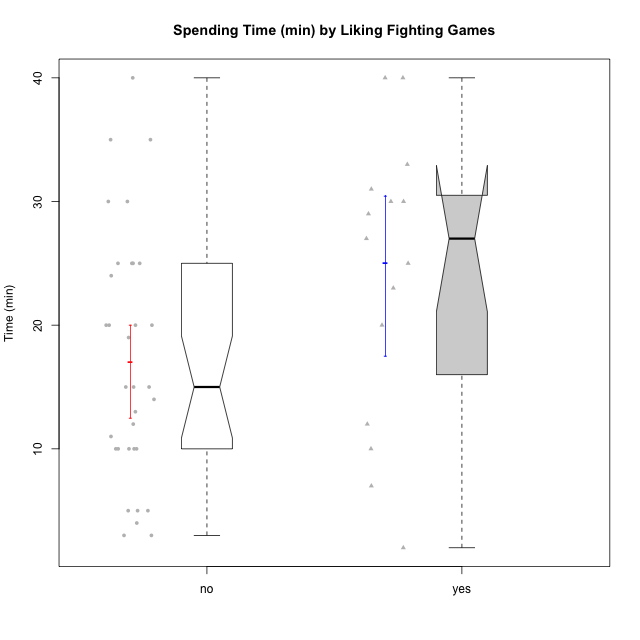 Spending Time (min) by Liking Fighting Games
40
30
20
10
Time (min)
no
yes